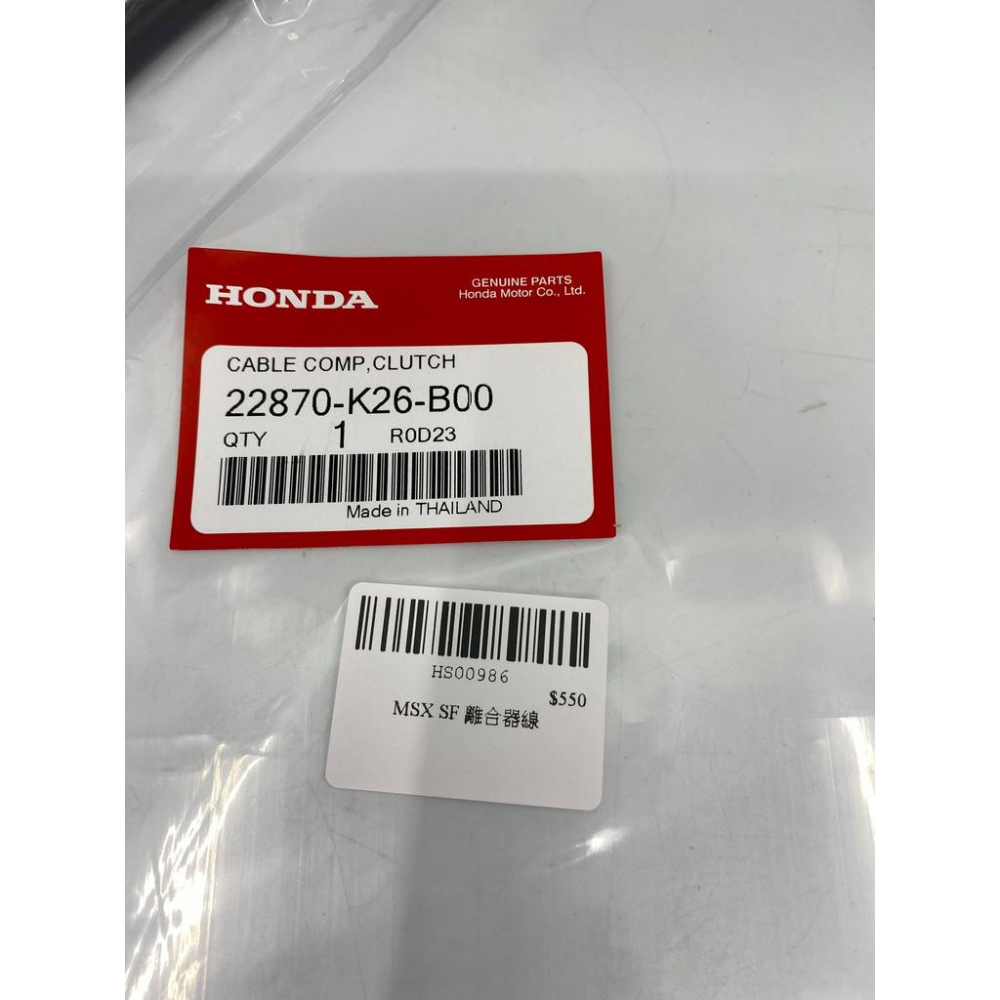 HONDA
GENUINE PARTS
Honda Motor Co., Ltd.
CABLE COMP,CLUTCH
22870-K26-B00
QTY 1 R0D23
Made in THAILAND
HS00986
$550
MSX SF 離合器線